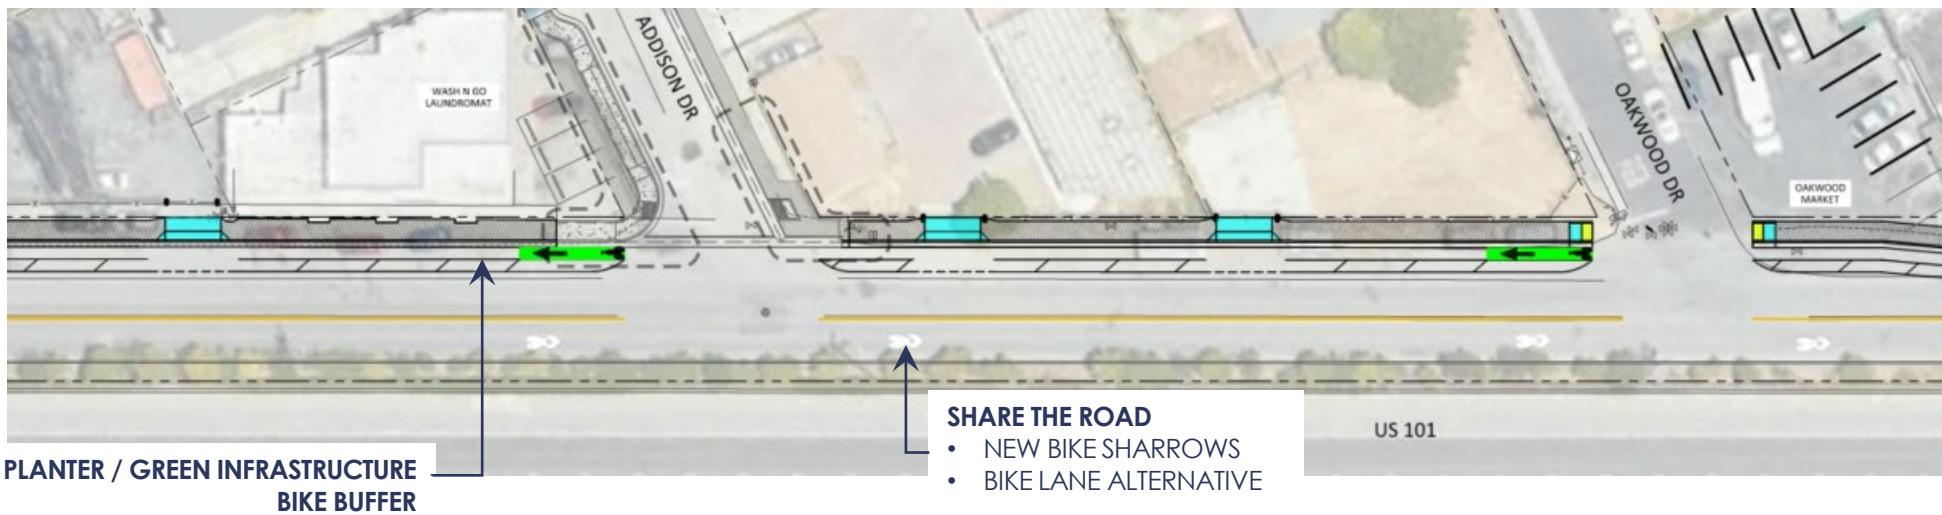 WASH N GO
LAUNDROMAT
ADDISON DR
OAKWOOD DR
OAKWOOD
MARKET
US 101
SHARE THE ROAD
• NEW BIKE SHARROWS
• BIKE LANE ALTERNATIVE
PLANTER / GREEN INFRASTRUCTURE
BIKE BUFFER